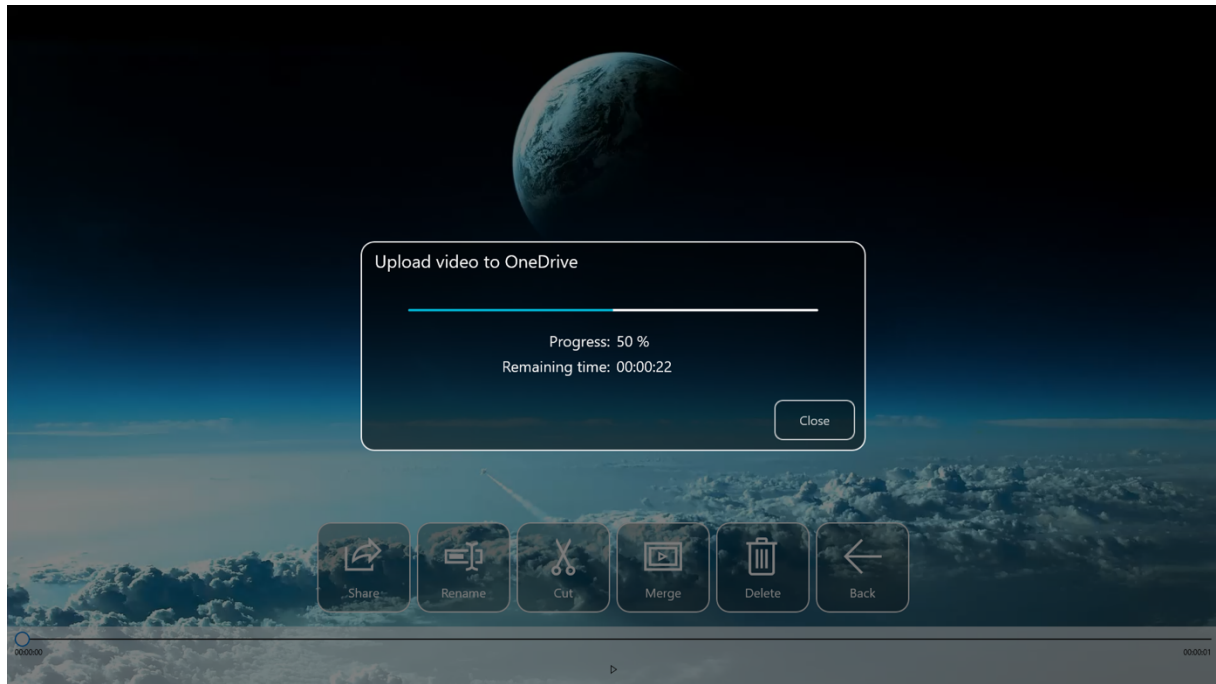 Upload video to OneDrive
Progress: 50 %
Remaining time: 00:00:22
Close
Share Rename Cut Merge Delete Back
00:00:00 00:00:01